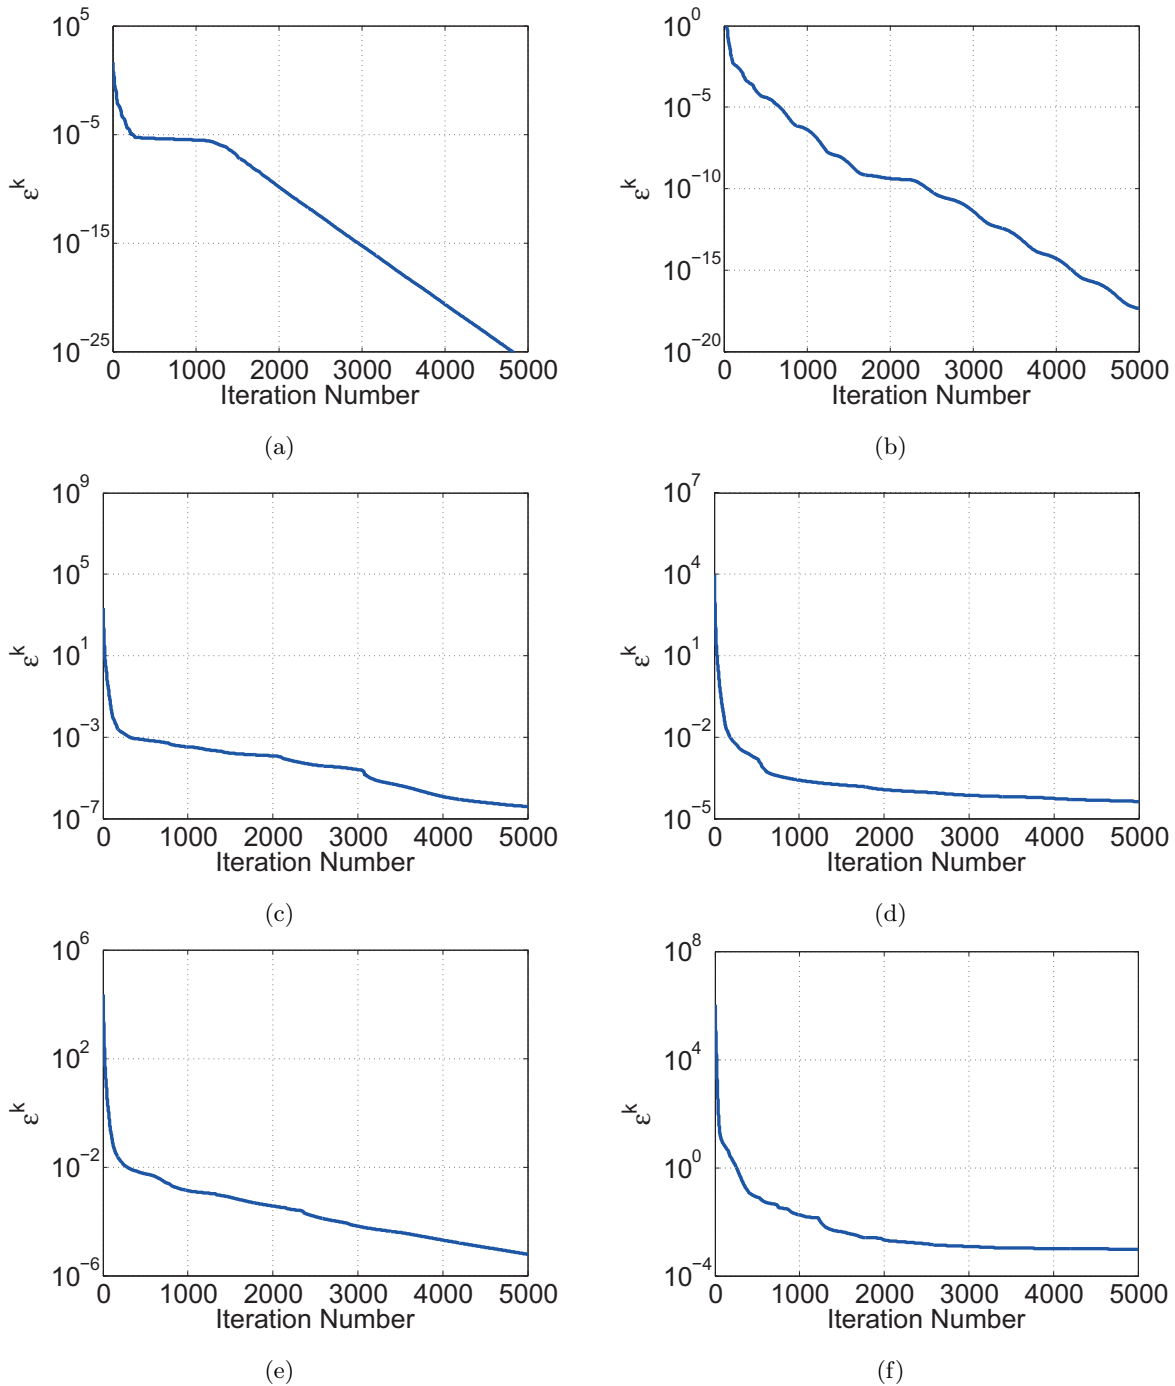 10^5
10^−5
10^−15
10^−25
ε^k
0 1000 2000 3000 4000 5000
Iteration Number
(a)
10^0
10^−5
10^−10
10^−15
10^−20
ε^k
0 1000 2000 3000 4000 5000
Iteration Number
(b)
10^9
10^5
10^1
10^−3
10^−7
ε^k
0 1000 2000 3000 4000 5000
Iteration Number
(c)
10^7
10^4
10^1
10^−2
10^−5
ε^k
0 1000 2000 3000 4000 5000
Iteration Number
(d)
10^6
10^2
10^−2
10^−6
ε^k
0 1000 2000 3000 4000 5000
Iteration Number
(e)
10^8
10^4
10^0
10^−4
ε^k
0 1000 2000 3000 4000 5000
Iteration Number
(f)